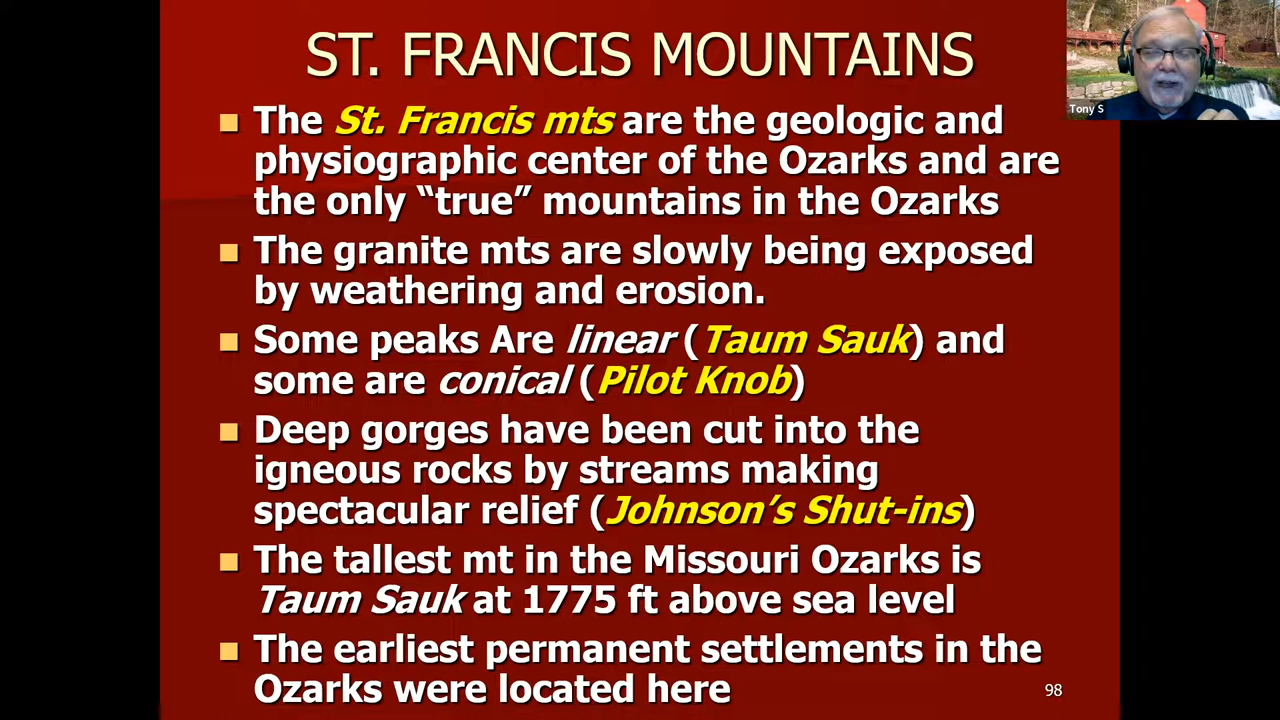 ST. FRANCIS MOUNTAINS
Tony S
The St. Francis mts are the geologic and
physiographic center of the Ozarks and are
the only “true” mountains in the Ozarks
The granite mts are slowly being exposed
by weathering and erosion.
Some peaks Are linear (Taum Sauk) and
some are conical (Pilot Knob)
Deep gorges have been cut into the
igneous rocks by streams making
spectacular relief (Johnson’s Shut-ins)
The tallest mt in the Missouri Ozarks is
Taum Sauk at 1775 ft above sea level
The earliest permanent settlements in the
Ozarks were located here
98